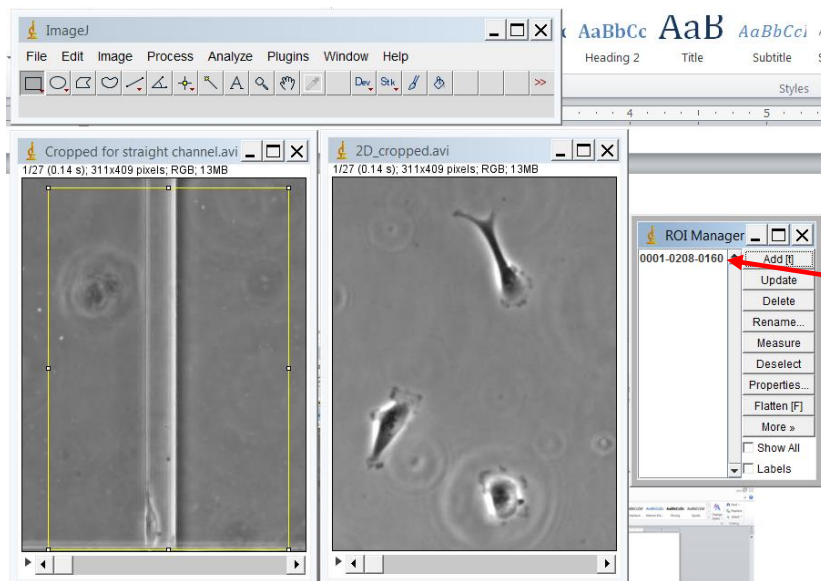 ImageJ
File Edit Image Process Analyze Plugins Window Help
A Dev Stk >>
AaBbCc AaB AaBbCcl
Heading 2 Title Subtitle
Styles
4 5
Cropped for straight channel.avi
1/27 (0.14 s); 311x409 pixels; RGB; 13MB
2D_cropped.avi
1/27 (0.14 s); 311x409 pixels; RGB; 13MB
ROI Manager
0001-0208-0160
Add [t]
Update
Delete
Rename...
Measure
Deselect
Properties...
Flatten [F]
More »
Show All
Labels